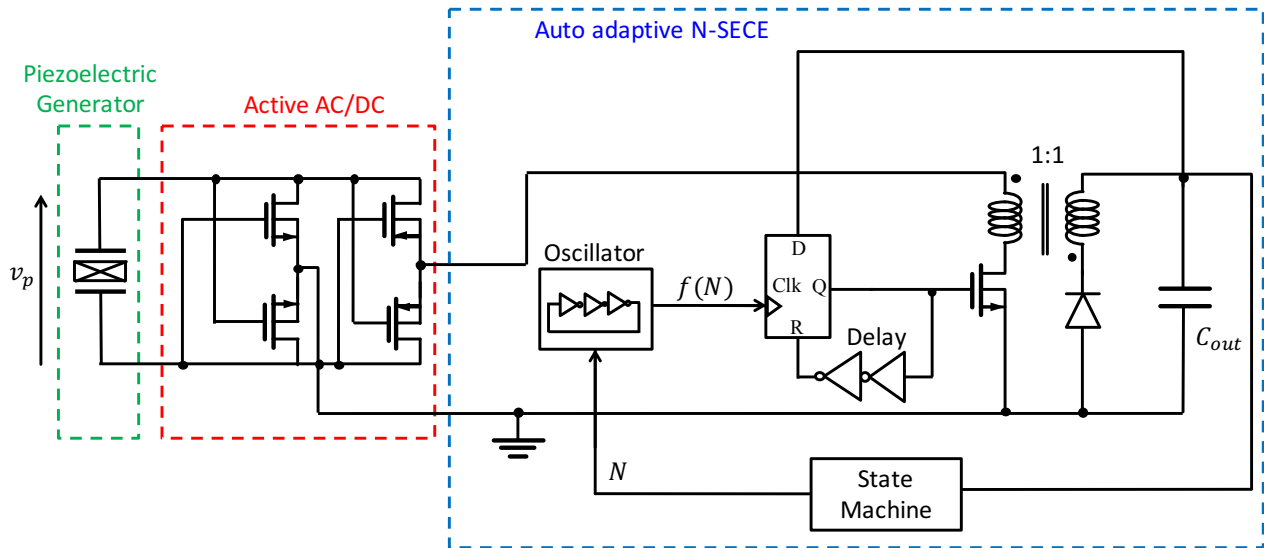 Auto adaptive N-SECE
Piezoelectric
Generator
Active AC/DC
1:1
D
Oscillator
f(N)
Clk Q
R
Delay
v_p
C_out
N
State
Machine